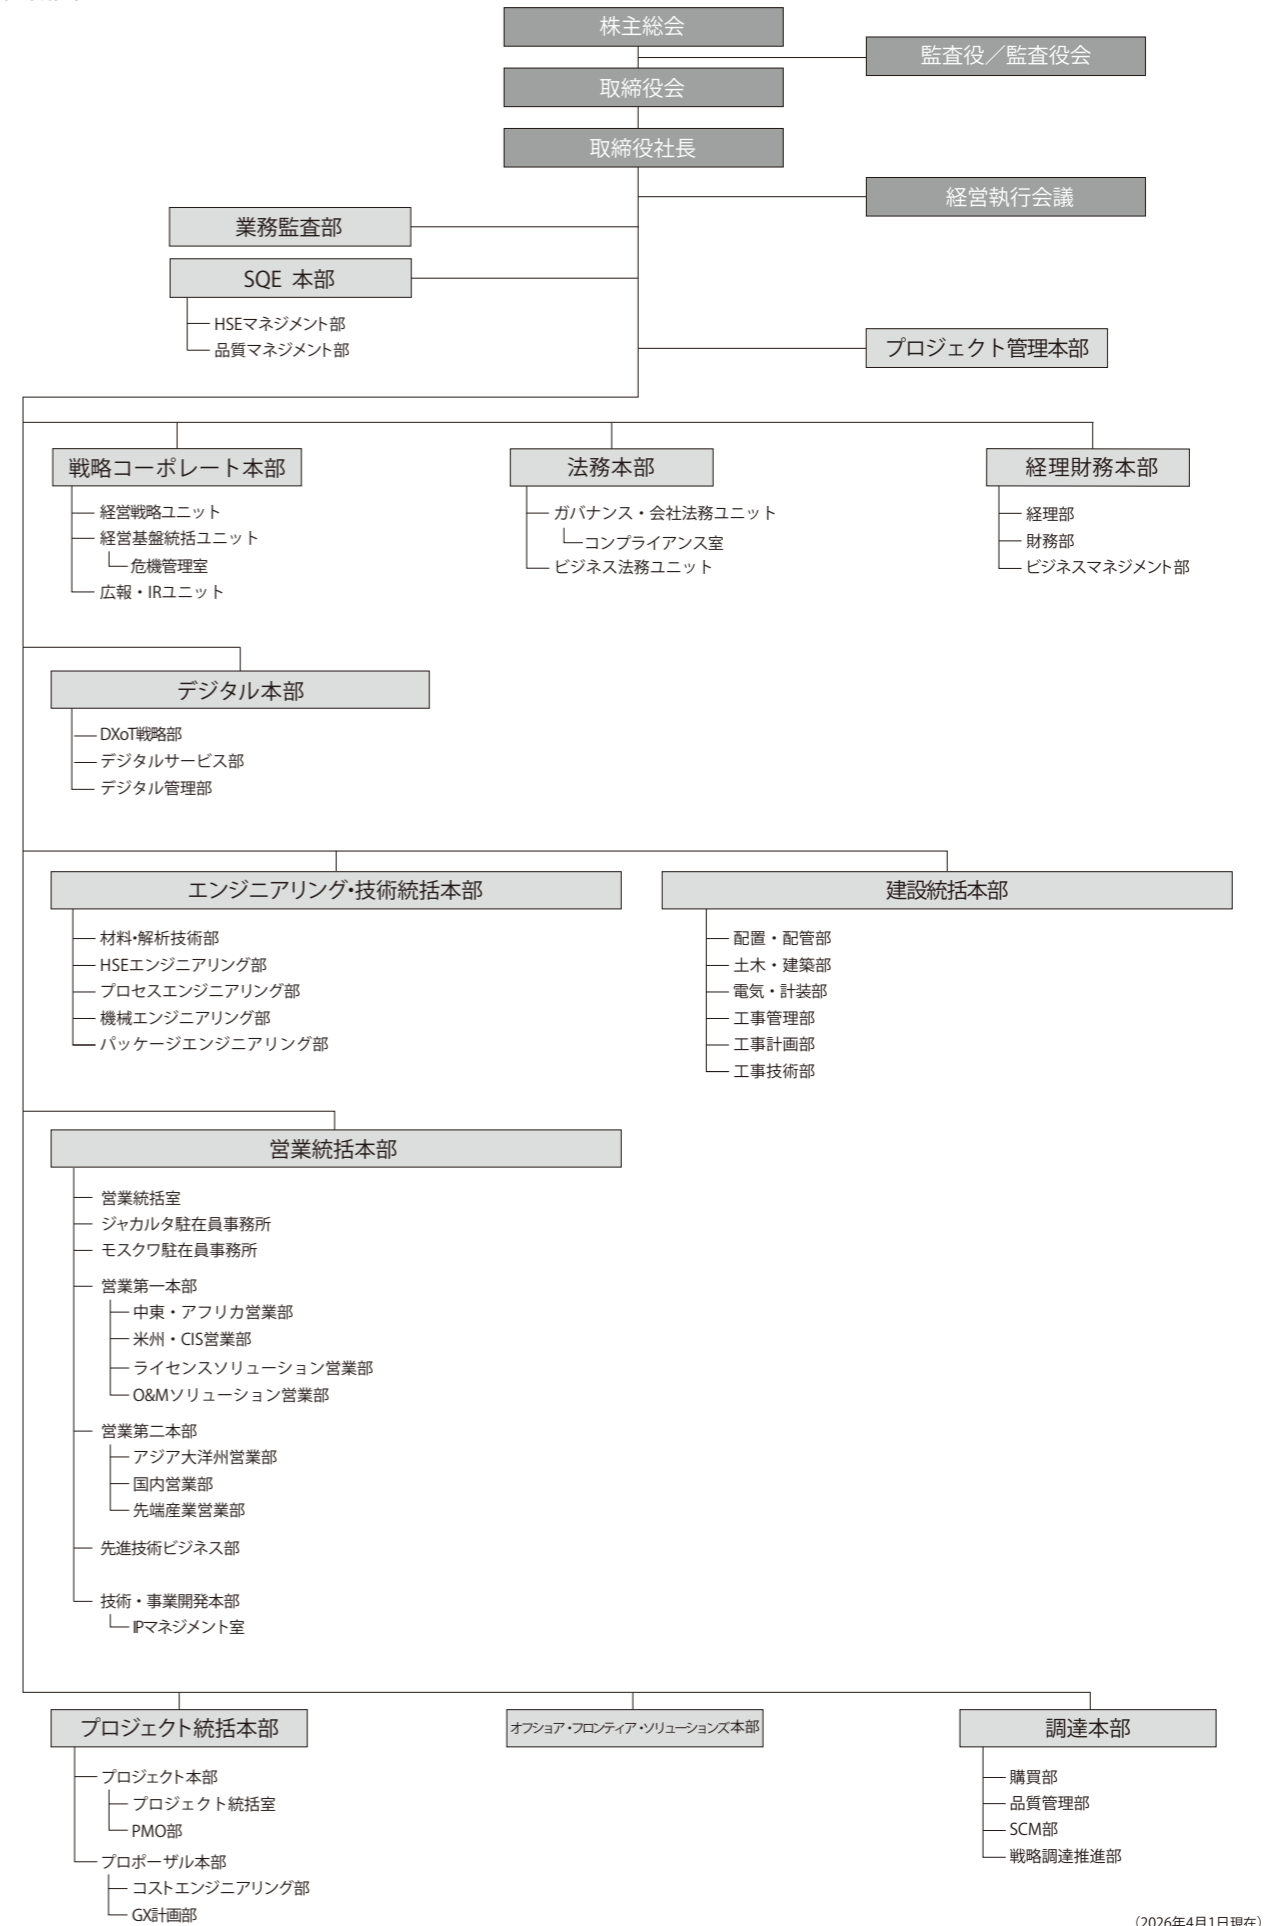 株主総会
監査役／監査役会
取締役会
取締役社長
経営執行会議
業務監査部
SQE 本部
HSEマネジメント部
品質マネジメント部
プロジェクト管理本部
戦略コーポレート本部
経営戦略ユニット
経営基盤統括ユニット
危機管理室
広報・IRユニット
法務本部
ガバナンス・会社法務ユニット
コンプライアンス室
ビジネス法務ユニット
経理財務本部
経理部
財務部
ビジネスマネジメント部
デジタル本部
DXoT戦略部
デジタルサービス部
デジタル管理部
エンジニアリング・技術統括本部
材料・解析技術部
HSEエンジニアリング部
プロセスエンジニアリング部
機械エンジニアリング部
パッケージエンジニアリング部
建設統括本部
配置・配管部
土木・建築部
電気・計装部
工事管理部
工事計画部
工事技術部
営業統括本部
営業統括室
ジャカルタ駐在員事務所
モスクワ駐在員事務所
営業第一本部
中東・アフリカ営業部
米州・CIS営業部
ライセンスソリューション営業部
O&Mソリューション営業部
営業第二本部
アジア大洋州営業部
国内営業部
先端産業営業部
先進技術ビジネス部
技術・事業開発本部
IPマネジメント室
プロジェクト統括本部
プロジェクト本部
プロジェクト統括室
PMO部
プロポーザル本部
コストエンジニアリング部
GX計画部
オフショア・フロンティア・ソリューションズ本部
調達本部
購買部
品質管理部
SCM部
戦略調達推進部
（2026年4月1日現在）